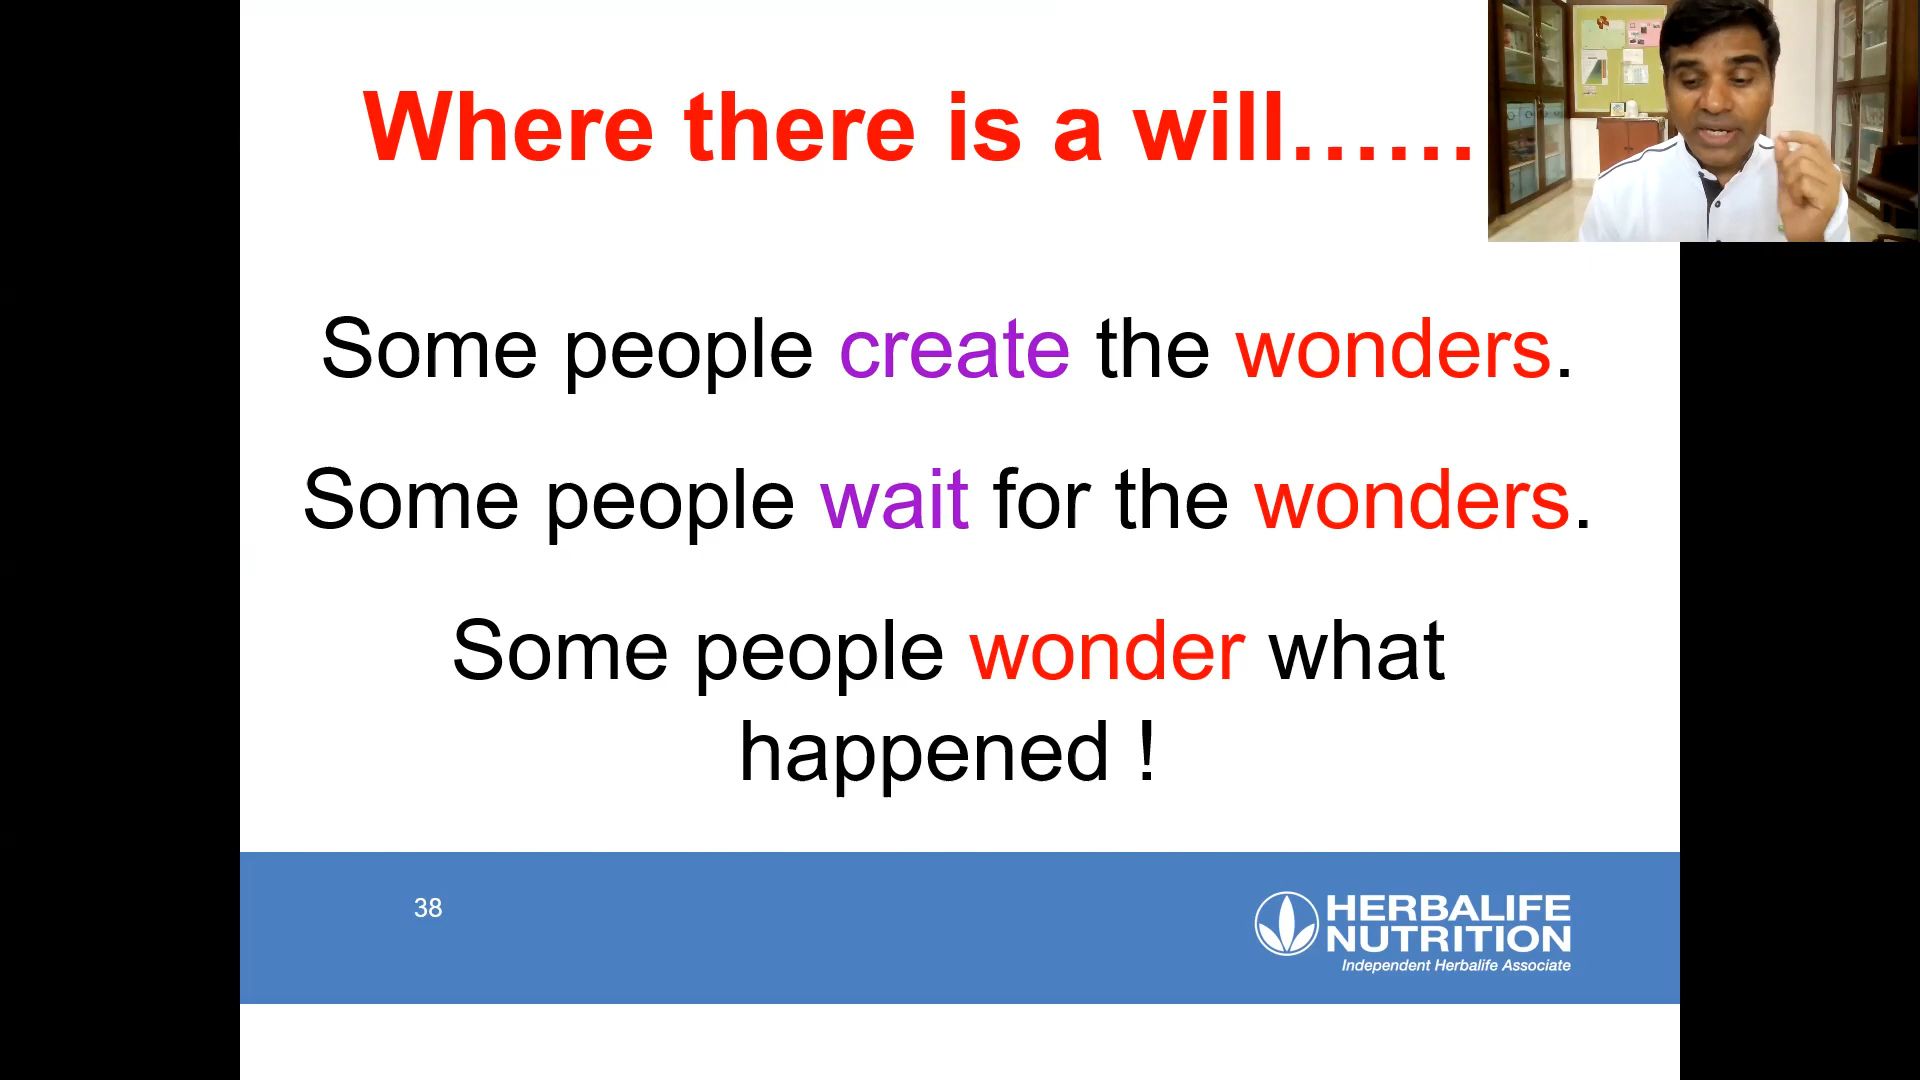 Where there is a will......
Some people create the wonders.
Some people wait for the wonders.
Some people wonder what
happened !
38
HERBALIFE
NUTRITION
Independent Herbalife Associate